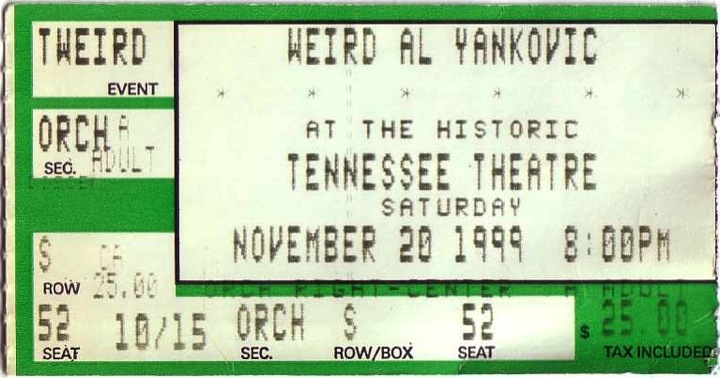 TWEIRD WEIRD AL YANKOVIC
EVENT
* * * * * *
ORCH A AT THE HISTORIC
ADULT TENNESSEE THEATRE
SEC.
SATURDAY
NOVEMBER 20 1999 8:00PM
S CA
ROW 25.00 ORCH RIGHT-CENTER A ADULT
52 10/15 ORCH S 52 $ 25.00
SEAT SEC. ROW/BOX SEAT TAX INCLUDED